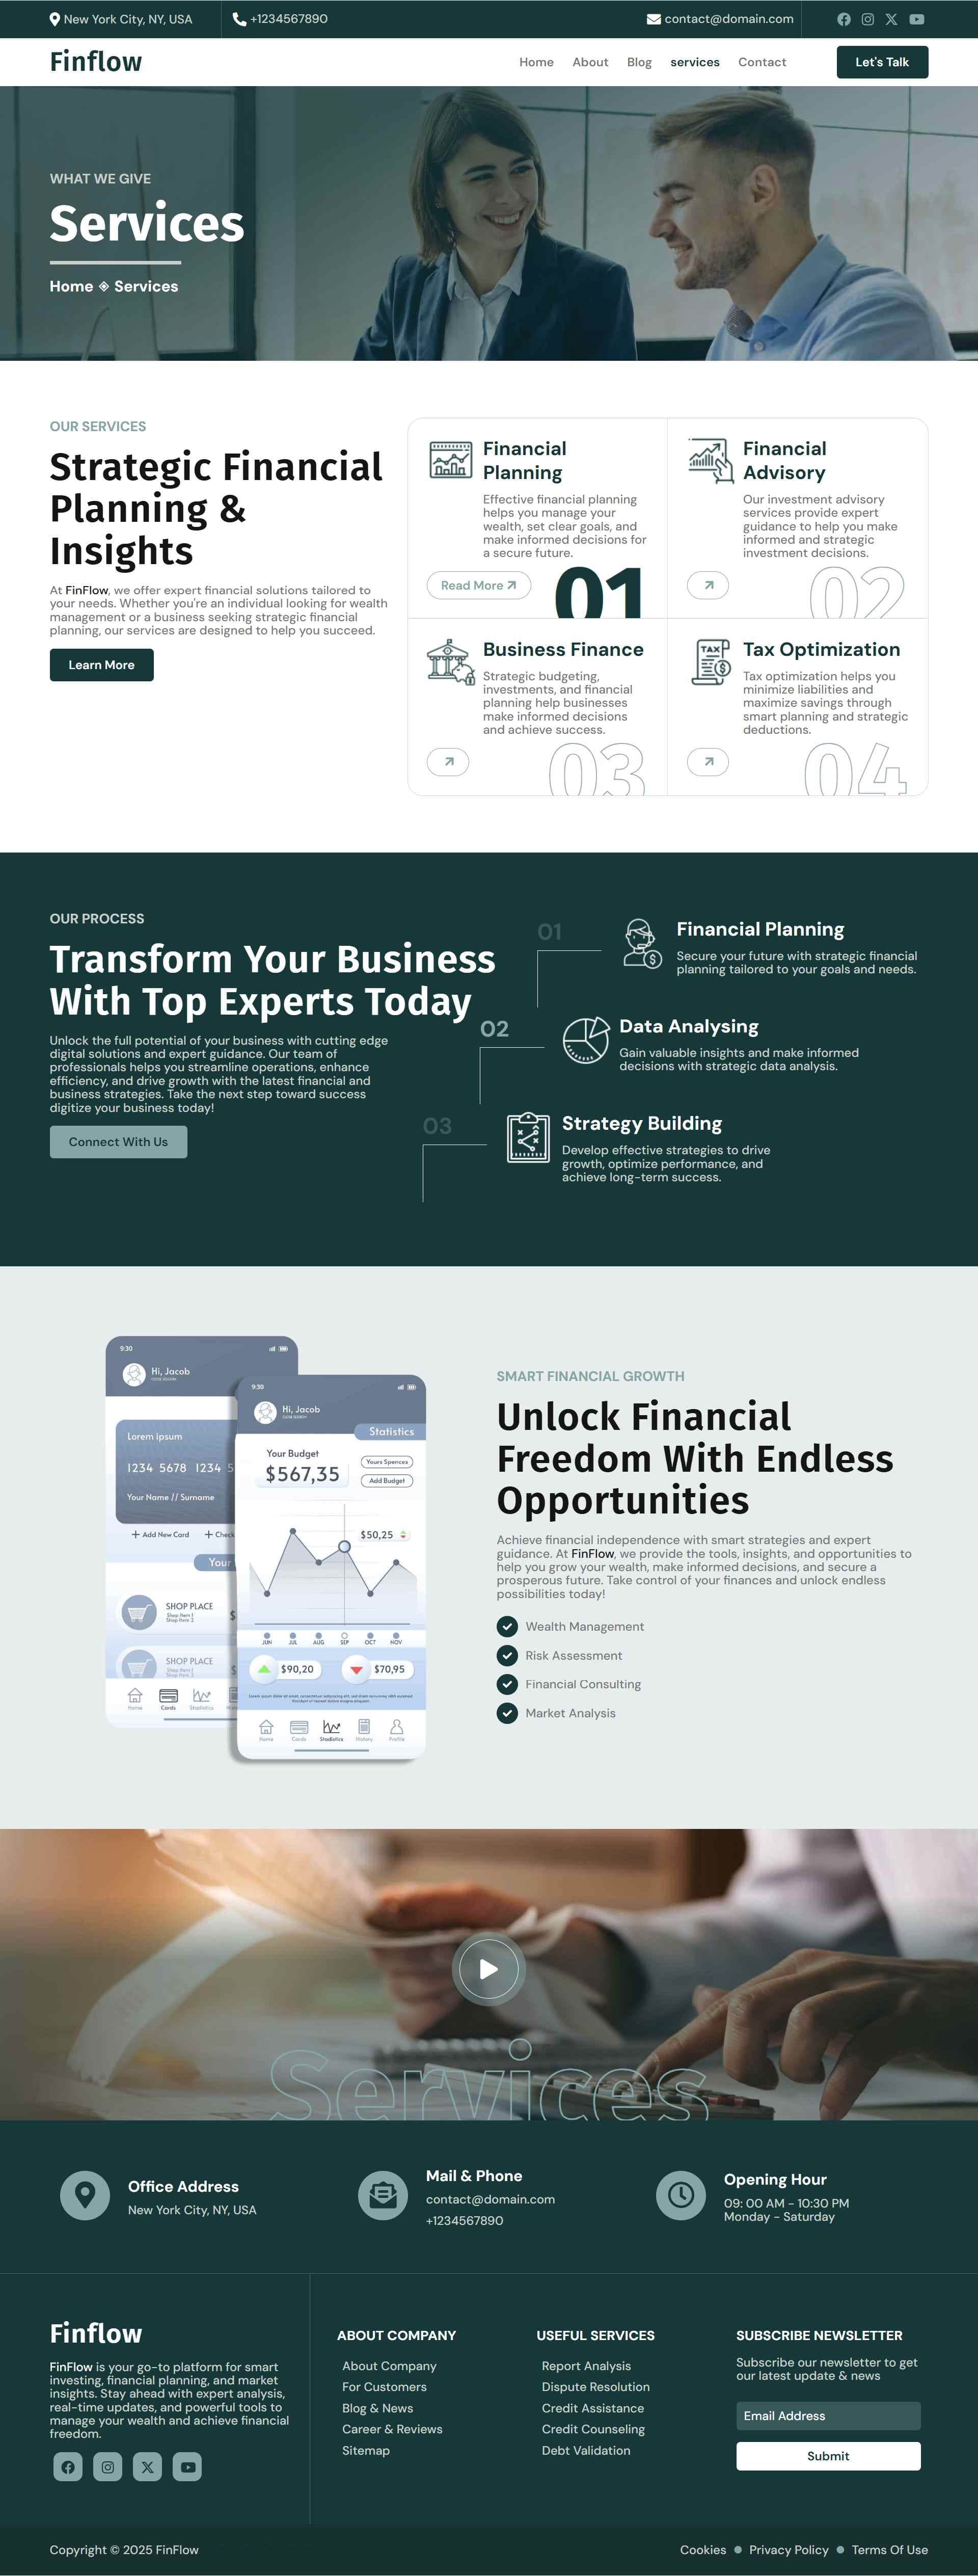 New York City, NY, USA
+1234567890
contact@domain.com
Finflow
Home
About
Blog
services
Contact
Let's Talk
WHAT WE GIVE
Services
Home
Services
OUR SERVICES
Strategic Financial
Planning &
Insights
At FinFlow, we offer expert financial solutions tailored to
your needs. Whether you're an individual looking for wealth
management or a business seeking strategic financial
planning, our services are designed to help you succeed.
Learn More
Financial
Planning
Effective financial planning
helps you manage your
wealth, set clear goals, and
make informed decisions for
a secure future.
Read More
01
Financial
Advisory
Our investment advisory
services provide expert
guidance to help you make
informed and strategic
investment decisions.
02
Business Finance
Strategic budgeting,
investments, and financial
planning help businesses
make informed decisions
and achieve success.
03
TAX
Tax Optimization
Tax optimization helps you
minimize liabilities and
maximize savings through
smart planning and strategic
deductions.
04
OUR PROCESS
Transform Your Business
With Top Experts Today
Unlock the full potential of your business with cutting edge
digital solutions and expert guidance. Our team of
professionals helps you streamline operations, enhance
efficiency, and drive growth with the latest financial and
business strategies. Take the next step toward success
digitize your business today!
Connect With Us
01
Financial Planning
Secure your future with strategic financial
planning tailored to your goals and needs.
02
Data Analysing
Gain valuable insights and make informed
decisions with strategic data analysis.
03
Strategy Building
Develop effective strategies to drive
growth, optimize performance, and
achieve long-term success.
9:30
Hi, Jacob
Lorem ipsum
1234 5678 1234 5
Your Name // Surname
Add New Card
Check
Your
SHOP PLACE
Shop Item 1
Shop Item 2
$
SHOP PLACE
Shop Item 1
Shop Item 2
$
Home
Cards
Stastistics
9:30
Hi, Jacob
Statistics
Your Budget
$567,35
Yours Spences
Add Budget
$50,25
JUN
JUL
AUG
SEP
OCT
NOV
$90,20
$70,95
Home
Cards
Stadistics
History
Profile
SMART FINANCIAL GROWTH
Unlock Financial
Freedom With Endless
Opportunities
Achieve financial independence with smart strategies and expert
guidance. At FinFlow, we provide the tools, insights, and opportunities to
help you grow your wealth, make informed decisions, and secure a
prosperous future. Take control of your finances and unlock endless
possibilities today!
Wealth Management
Risk Assessment
Financial Consulting
Market Analysis
Services
Office Address
New York City, NY, USA
Mail & Phone
contact@domain.com
+1234567890
Opening Hour
09: 00 AM - 10:30 PM
Monday - Saturday
Finflow
FinFlow is your go-to platform for smart
investing, financial planning, and market
insights. Stay ahead with expert analysis,
real-time updates, and powerful tools to
manage your wealth and achieve financial
freedom.
ABOUT COMPANY
About Company
For Customers
Blog & News
Career & Reviews
Sitemap
USEFUL SERVICES
Report Analysis
Dispute Resolution
Credit Assistance
Credit Counseling
Debt Validation
SUBSCRIBE NEWSLETTER
Subscribe our newsletter to get
our latest update & news
Email Address
Submit
Copyright © 2025 FinFlow
Cookies
Privacy Policy
Terms Of Use